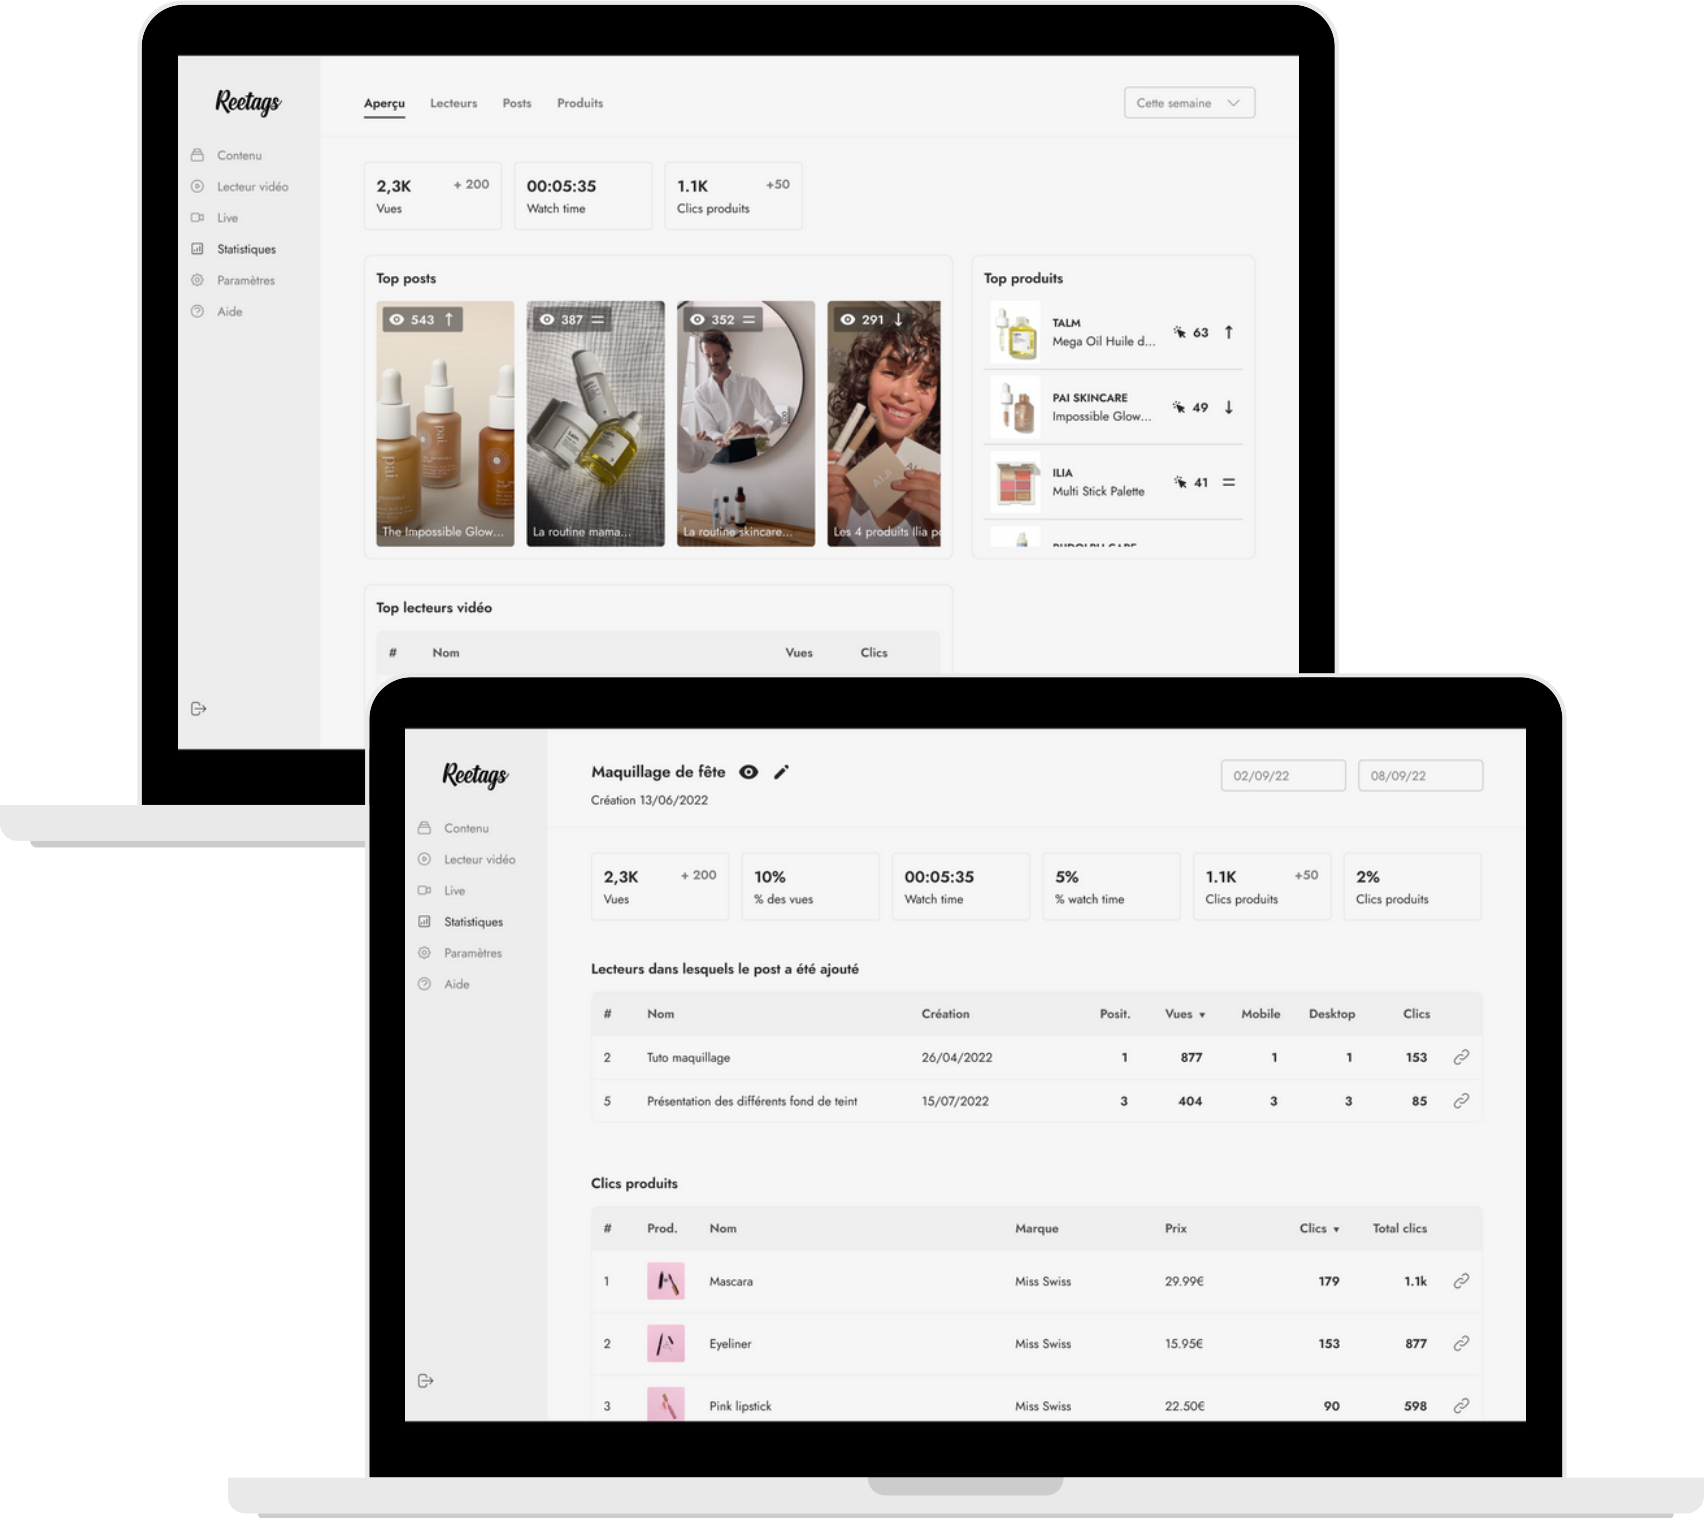 Reetags
Contenu
Lecteur vidéo
Live
Statistiques
Paramètres
Aide
Aperçu Lecteurs Posts Produits
Cette semaine
2,3K + 200
Vues
00:05:35
Watch time
1.1K +50
Clics produits
Top posts
543
The Impossible Glow...
387
La routine mama...
352
La routine skincare...
291
Les 4 produits Ilia
Top produits
TALM
Mega Oil Huile d...
63
PAI SKINCARE
Impossible Glow...
49
ILIA
Multi Stick Palette
41
Top lecteurs vidéo
# Nom Vues Clics
Reetags
Contenu
Lecteur vidéo
Live
Statistiques
Paramètres
Aide
Maquillage de fête
Création 13/06/2022
02/09/22 08/09/22
2,3K + 200
Vues
10%
% des vues
00:05:35
Watch time
5%
% watch time
1.1K +50
Clics produits
2%
Clics produits
Lecteurs dans lesquels le post a été ajouté
# Nom Création Posit. Vues ▼ Mobile Desktop Clics
2 Tuto maquillage 26/04/2022 1 877 1 1 153
5 Présentation des différents fond de teint 15/07/2022 3 404 3 3 85
Clics produits
# Prod. Nom Marque Prix Clics ▼ Total clics
1 Mascara Miss Swiss 29.99€ 179 1.1k
2 Eyeliner Miss Swiss 15.95€ 153 877
3 Pink lipstick Miss Swiss 22.50€ 90 598